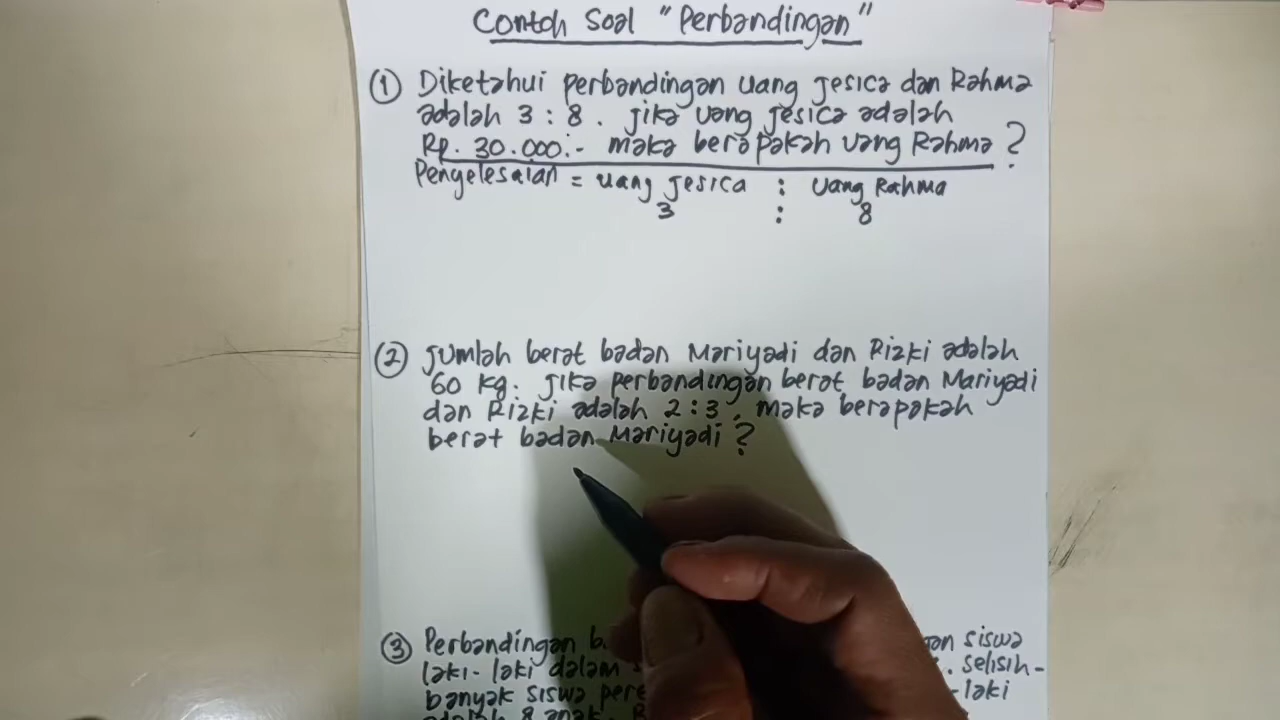 Contoh Soal "Perbandingan"
① Diketahui perbandingan uang Jesica dan Rahma
adalah 3 : 8 . Jika uang Jesica adalah
Rp. 30.000:- maka berapakah uang Rahma ?
Penyelesaian = uang Jesica : Uang Rahma
3 : 8
② Jumlah berat badan Mariyadi dan Rizki adalah
60 kg. Jika perbandingan berat badan Mariyadi
dan Rizki adalah 2 : 3 , maka berapakah
berat badan Mariyadi ?
③ Perbandingan siswa
laki-laki dalam selisih-
banyak siswa -laki
adalah 8 anak.